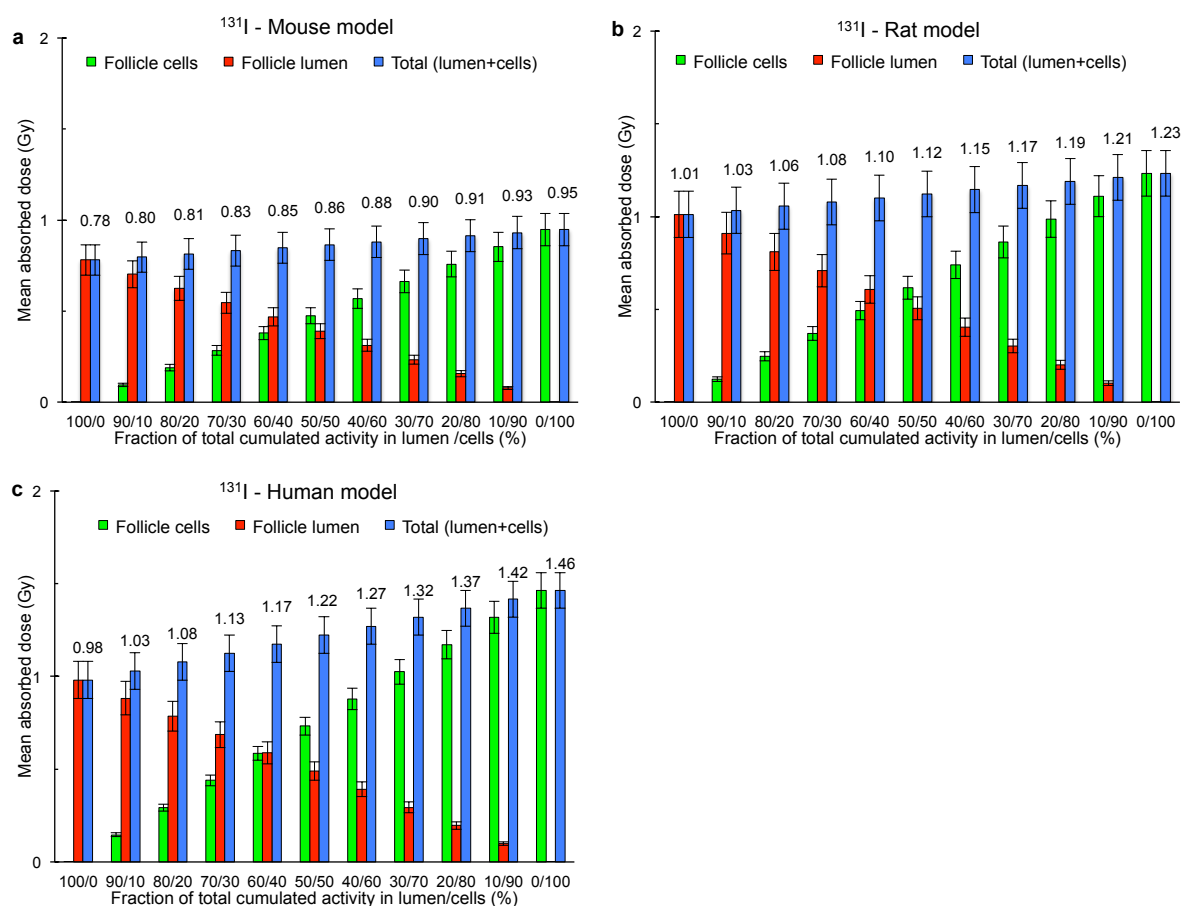 a
¹³¹I - Mouse model
2
Follicle cells Follicle lumen Total (lumen+cells)
Mean absorbed dose (Gy)
0.78 0.80 0.81 0.83 0.85 0.86 0.88 0.90 0.91 0.93 0.95
1
0
100/0 90/10 80/20 70/30 60/40 50/50 40/60 30/70 20/80 10/90 0/100
Fraction of total cumulated activity in lumen /cells (%)
b
¹³¹I - Rat model
2
Follicle cells Follicle lumen Total (lumen+cells)
Mean absorbed dose (Gy)
1.01 1.03 1.06 1.08 1.10 1.12 1.15 1.17 1.19 1.21 1.23
1
0
100/0 90/10 80/20 70/30 60/40 50/50 40/60 30/70 20/80 10/90 0/100
Fraction of total cumulated activity in lumen/cells (%)
c
¹³¹I - Human model
2
Follicle cells Follicle lumen Total (lumen+cells)
Mean absorbed dose (Gy)
0.98 1.03 1.08 1.13 1.17 1.22 1.27 1.32 1.37 1.42 1.46
1
0
100/0 90/10 80/20 70/30 60/40 50/50 40/60 30/70 20/80 10/90 0/100
Fraction of total cumulated activity in lumen/cells (%)